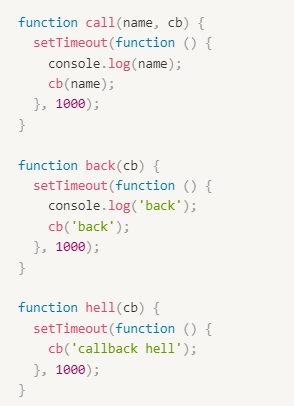 function call(name, cb) {
  setTimeout(function () {
    console.log(name);
    cb(name);
  }, 1000);
}

function back(cb) {
  setTimeout(function () {
    console.log('back');
    cb('back');
  }, 1000);
}

function hell(cb) {
  setTimeout(function () {
    cb('callback hell');
  }, 1000);
}